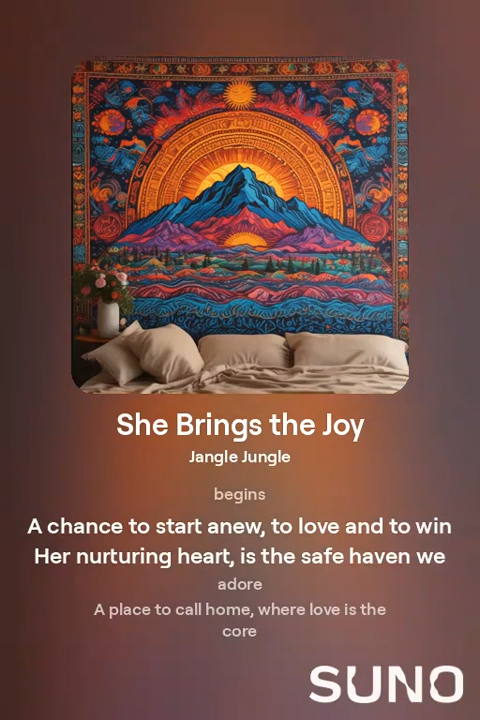 She Brings the Joy
Jangle Jungle
begins
A chance to start anew, to love and to win
Her nurturing heart, is the safe haven we
adore
A place to call home, where love is the
core
SUNO